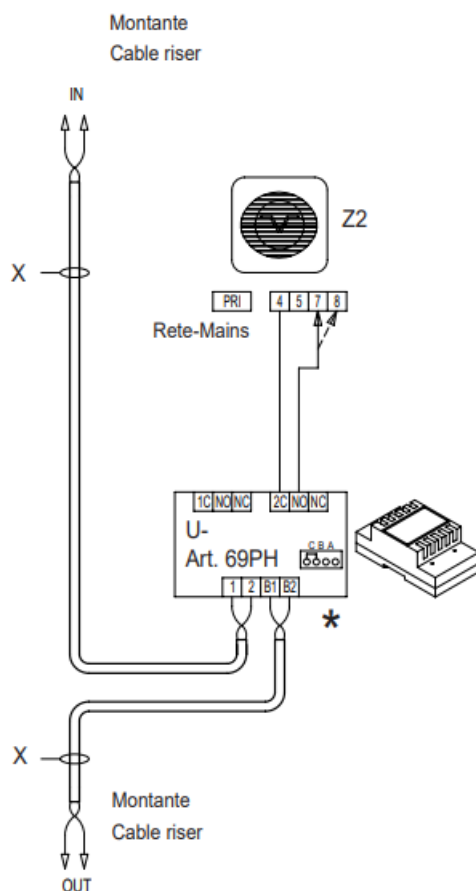 Montante
Cable riser
IN
Z2
X
PRI
4 5 7 8
Rete-Mains
1C NO NC 2C NO NC
U-
Art. 69PH
C B A
1 2 B1 B2
*
X
Montante
Cable riser
OUT